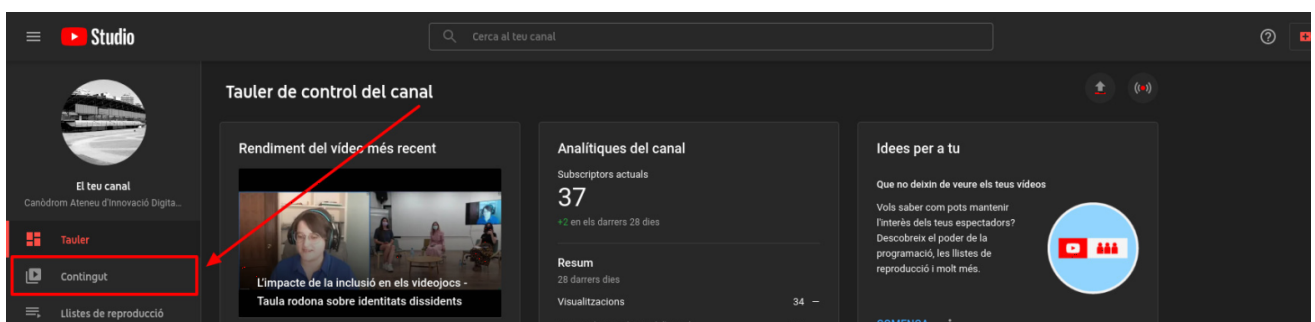 Studio
Cerca al teu canal
El teu canal
Canòdrom Ateneu d'Innovació Digita...
Tauler
Contingut
Llistes de reproducció
Tauler de control del canal
Rendiment del vídeo més recent
L'impacte de la inclusió en els videojocs -
Taula rodona sobre identitats dissidents
Analítiques del canal
Subscriptors actuals
37
+2 en els darrers 28 dies
Resum
28 darrers dies
Visualitzacions
34 —
Idees per a tu
Que no deixin de veure els teus vídeos
Vols saber com pots mantenir
l'interès dels teus espectadors?
Descobreix el poder de la
programació, les llistes de
reproducció i molt més.